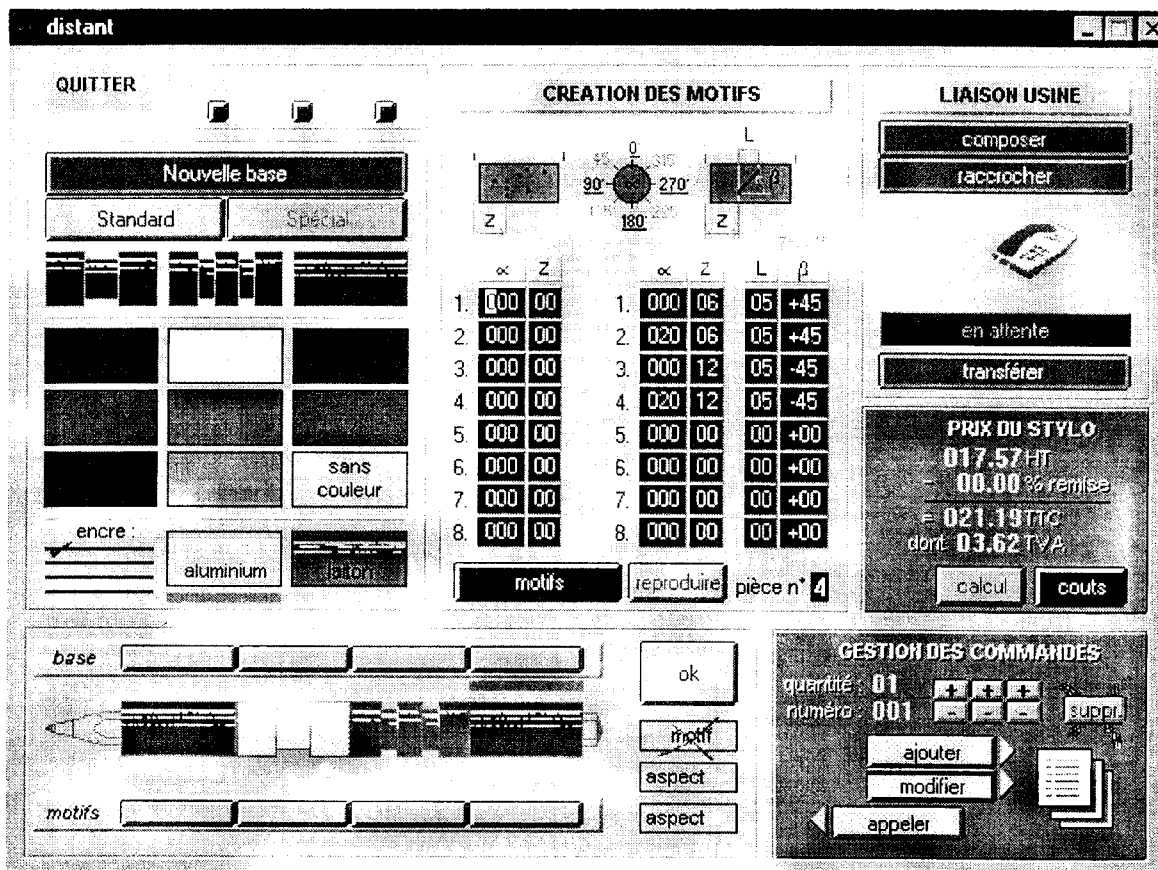 distant
QUITTER
Nouvelle base
Standard Spécial
sans couleur
encre :
aluminium laiton
CREATION DES MOTIFS
0
45 315
90° 270°
135 225
180°
Z
L
β
Z
α Z
1. 000 00
2. 000 00
3. 000 00
4. 000 00
5. 000 00
6. 000 00
7. 000 00
8. 000 00
α Z L β
1. 000 06 05 +45
2. 020 06 05 +45
3. 000 12 05 -45
4. 020 12 05 -45
5. 000 00 00 +00
6. 000 00 00 +00
7. 000 00 00 +00
8. 000 00 00 +00
motifs reproduire pièce n° 4
LIAISON USINE
composer
raccrocher
en attente
transférer
PRIX DU STYLO
017.57 HT
- 00.00 % remise
= 021.19 TTC
dont 03.62 TVA
calcul couts
base
motifs
ok
motif
aspect
aspect
GESTION DES COMMANDES
quantité : 01 + + +
numéro : 001 - - - suppr.
ajouter
modifier
appeler